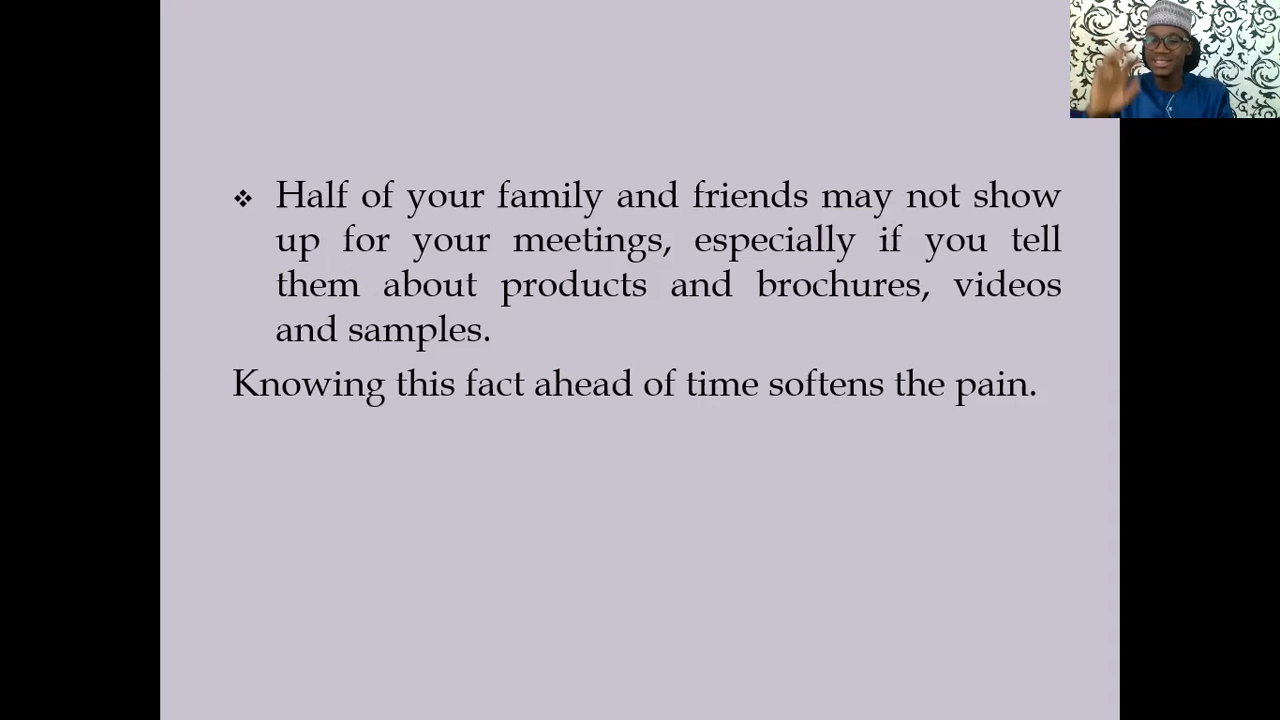 Half of your family and friends may not show
up for your meetings, especially if you tell
them about products and brochures, videos
and samples.
Knowing this fact ahead of time softens the pain.